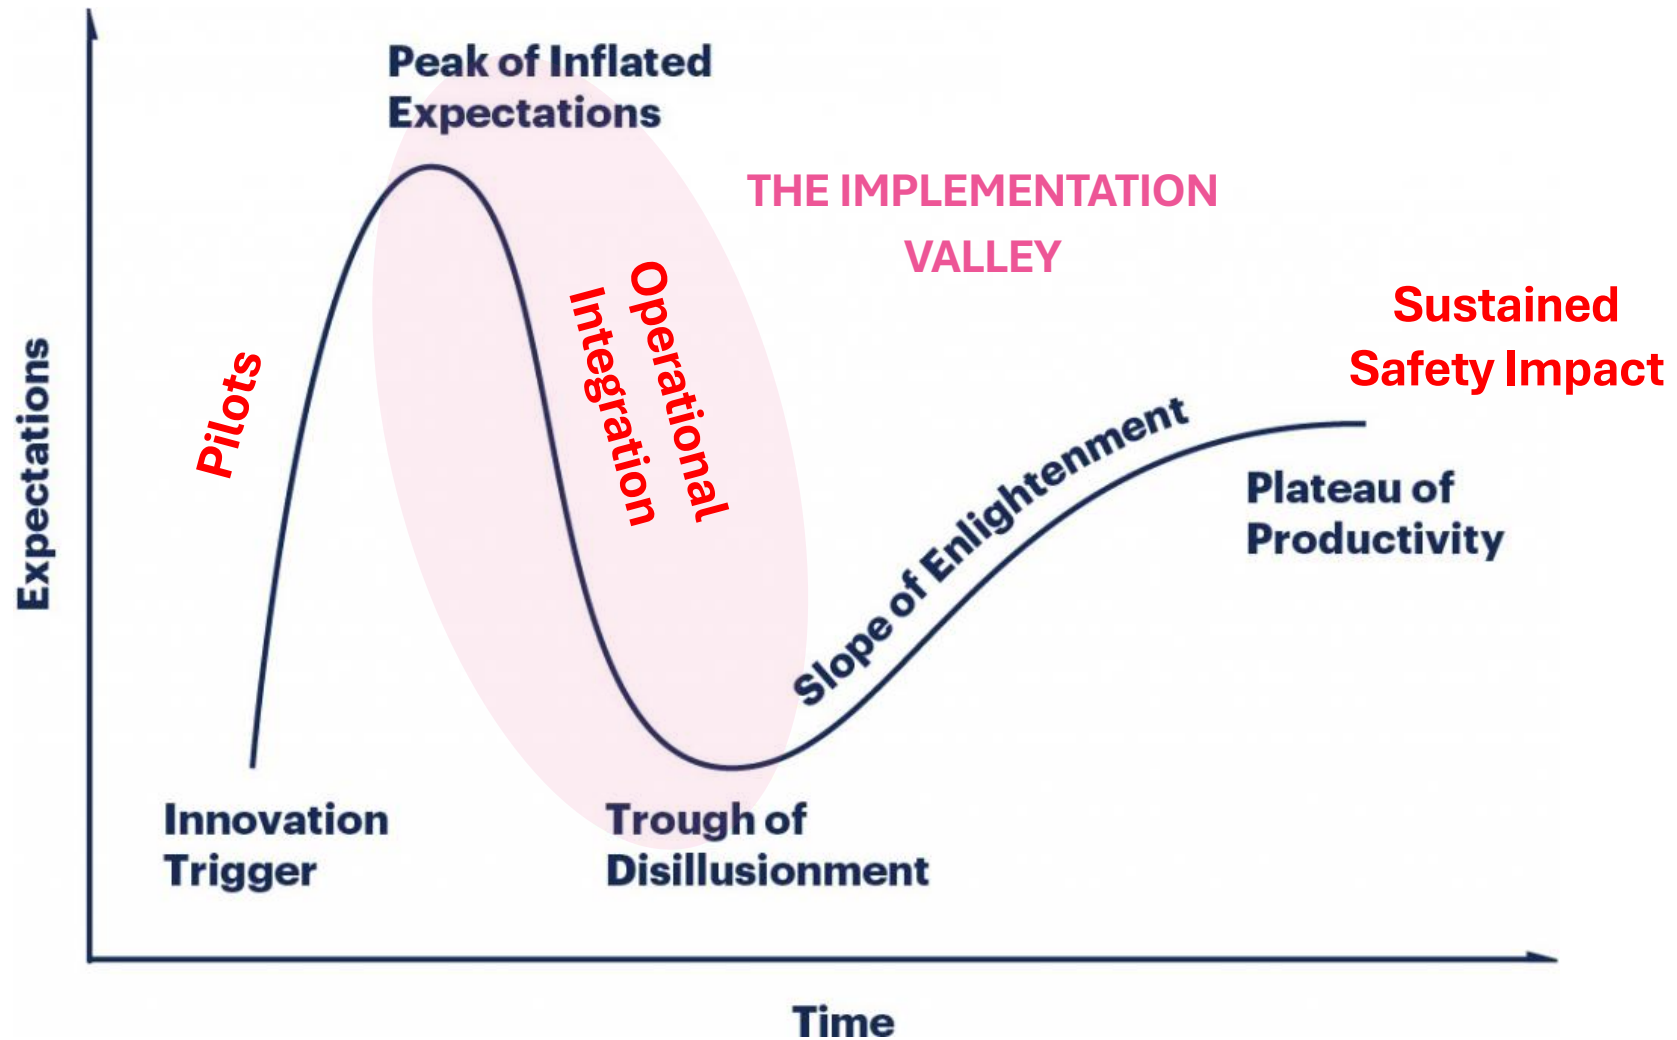 Peak of Inflated
Expectations
THE IMPLEMENTATION
VALLEY
Sustained
Safety Impact
Pilots
Operational
Integration
Expectations
Slope of Enlightenment
Plateau of
Productivity
Innovation
Trigger
Trough of
Disillusionment
Time